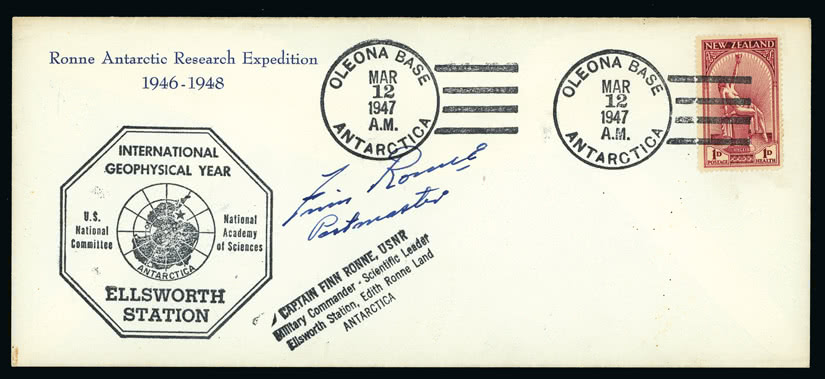 Ronne Antarctic Research Expedition
1946-1948
OLEONA BASE
MAR
12
1947
A.M.
ANTARCTICA
OLEONA BASE
MAR
12
1947
A.M.
ANTARCTICA
NEW ZEALAND
1D POSTAGE HEALTH 1D
INTERNATIONAL
GEOPHYSICAL YEAR
U.S.
National
Committee
National
Academy
of Sciences
ANTARCTICA
ELLSWORTH
STATION
Finn Ronne
Postmaster
CAPTAIN FINN RONNE, USNR
Military Commander - Scientific Leader
Ellsworth Station, Edith Ronne Land
ANTARCTICA